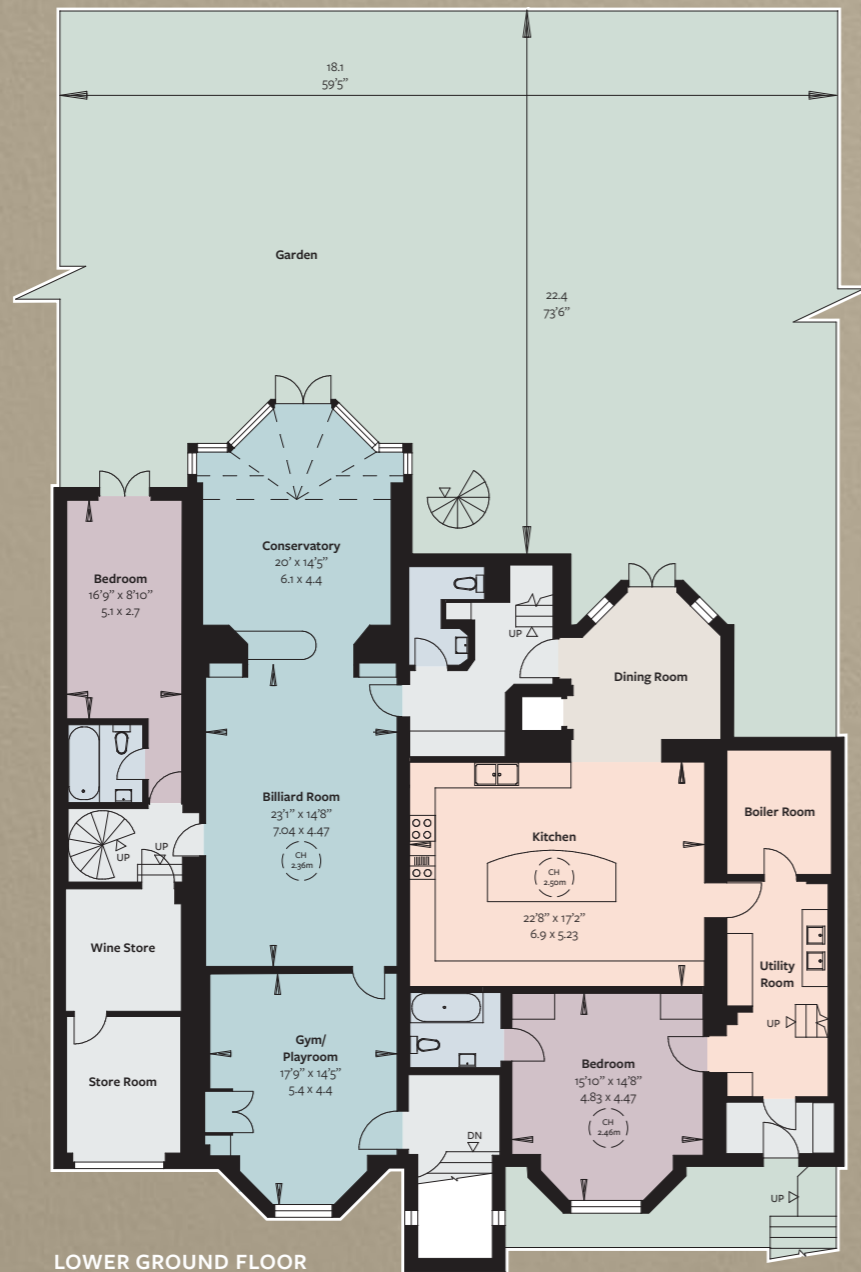 18.1
59’5”
Garden
22.4
73’6”
Conservatory
20’ x 14’5”
6.1 x 4.4
Bedroom
16’9” x 8’10”
5.1 x 2.7
UP
Dining Room
Billiard Room
23’1” x 14’8”
7.04 x 4.47
CH
2.36m
Kitchen
CH
2.50m
22’8” x 17’2”
6.9 x 5.23
Boiler Room
UP
UP
Wine Store
Utility
Room
UP
Gym/
Playroom
17’9” x 14’5”
5.4 x 4.4
Store Room
Bedroom
15’10” x 14’8”
4.83 x 4.47
CH
2.46m
DN
UP
LOWER GROUND FLOOR